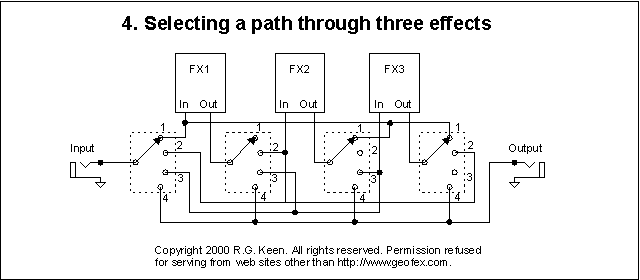 4. Selecting a path through three effects
FX1 FX2 FX3
In Out In Out In Out
Input 1 2 3 4 1 2 3 4 1 2 3 4 1 2 3 4 Output
Copyright 2000 R.G. Keen. All rights reserved. Permission refused
for serving from web sites other than http://www.geofex.com.